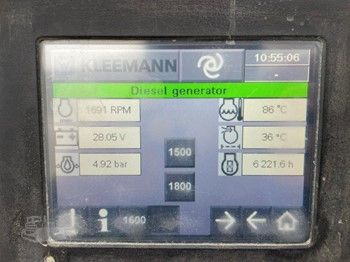 KLEEMANN
10:55:06
-
Diesel generator
1691 RPM
86 °C
28.05 V
36 °C
1500
4.92 bar
6 221.6 h
1800
1600